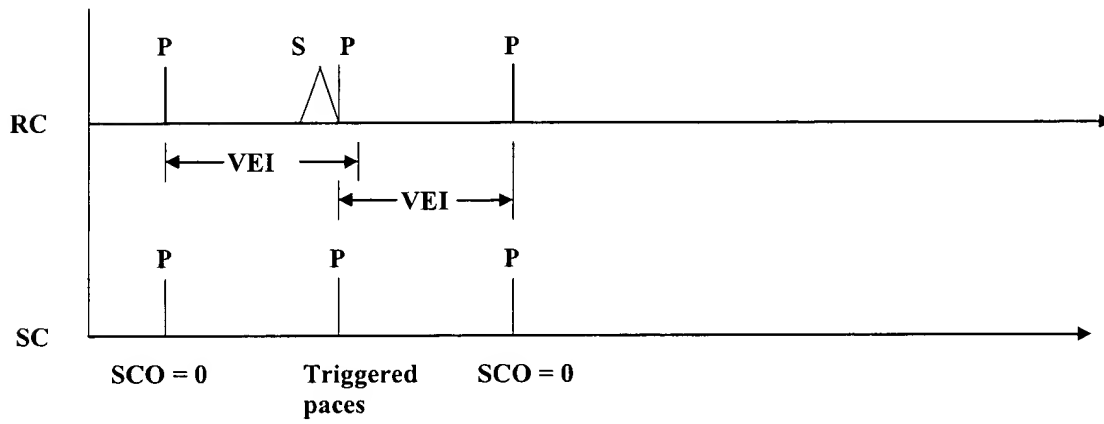 P S P P
RC
VEI
VEI
P P P
SC
SCO = 0 Triggered SCO = 0
paces